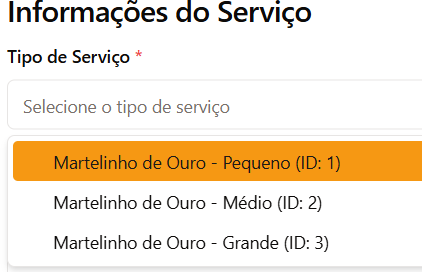 Informações do Serviço
Tipo de Serviço *
Selecione o tipo de serviço
Martelinho de Ouro - Pequeno (ID: 1)
Martelinho de Ouro - Médio (ID: 2)
Martelinho de Ouro - Grande (ID: 3)